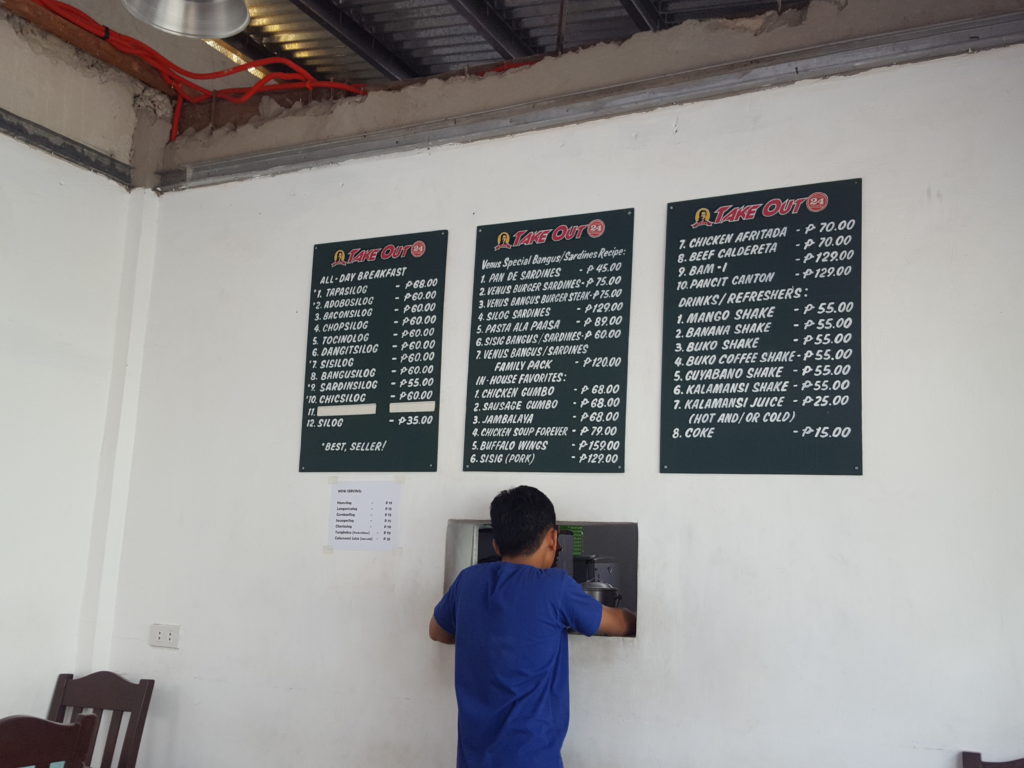 TAKE OUT 24
ALL-DAY BREAKFAST
*1. TAPASILOG - ₱68.00
*2. ADOBOSILOG - ₱60.00
3. BACONSILOG - ₱60.00
4. CHOPSILOG - ₱60.00
5. TOCINOLOG - ₱60.00
6. DANGITSILOG - ₱60.00
*7. SISILOG - ₱60.00
8. BANGUSILOG - ₱60.00
*9. SARDINSILOG - ₱55.00
*10. CHICSILOG - ₱60.00
11.
12. SILOG - ₱35.00
*BEST, SELLER!
TAKE OUT 24
Venus Special Bangus/Sardines Recipe:
1. PAN DE SARDINES - ₱45.00
2. VENUS BURGER SARDINES - ₱75.00
3. VENUS BANGUS BURGER STEAK - ₱75.00
4. SILOG SARDINES - ₱129.00
5. PASTA ALA PAASA - ₱89.00
6. SISIG BANGUS/SARDINES - ₱60.00
7. VENUS BANGUS/SARDINES
FAMILY PACK - ₱120.00
IN-HOUSE FAVORITES:
1. CHICKEN GUMBO - ₱68.00
2. SAUSAGE GUMBO - ₱68.00
3. JAMBALAYA - ₱68.00
4. CHICKEN SOUP FOREVER - ₱79.00
5. BUFFALO WINGS - ₱159.00
6. SISIG (PORK) - ₱129.00
TAKE OUT 24
7. CHICKEN AFRITADA - ₱70.00
8. BEEF CALDERETA - ₱70.00
9. BAM-I - ₱129.00
10. PANCIT CANTON - ₱129.00
DRINKS/REFRESHER'S:
1. MANGO SHAKE - ₱55.00
2. BANANA SHAKE - ₱55.00
3. BUKO SHAKE - ₱55.00
4. BUKO COFFEE SHAKE - ₱55.00
5. GUYABANO SHAKE - ₱55.00
6. KALAMANSI SHAKE - ₱55.00
7. KALAMANSI JUICE - ₱25.00
(HOT AND/OR COLD)
8. COKE - ₱15.00
NOW SERVING: